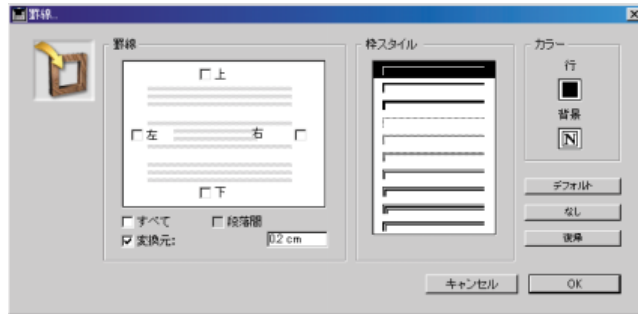 罫線...
罫線
上
左
右
下
すべて
段落間
変換元:
0.2 cm
枠スタイル
カラー
行
背景
N
デフォルト
なし
復帰
キャンセル
OK